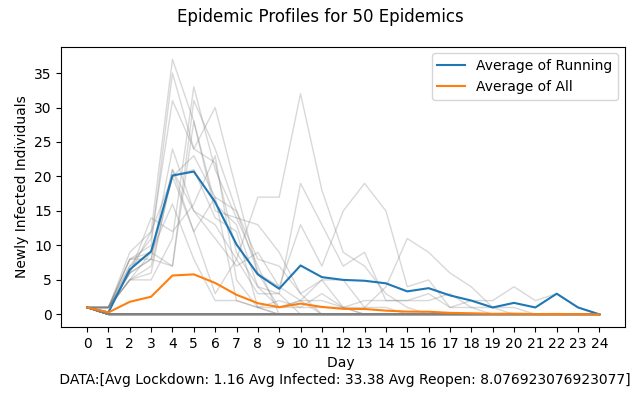 Epidemic Profiles for 50 Epidemics
Average of Running
Average of All
Newly Infected Individuals
35
30
25
20
15
10
5
0
0 1 2 3 4 5 6 7 8 9 10 11 12 13 14 15 16 17 18 19 20 21 22 23 24
Day
DATA:[Avg Lockdown: 1.16 Avg Infected: 33.38 Avg Reopen: 8.076923076923077]